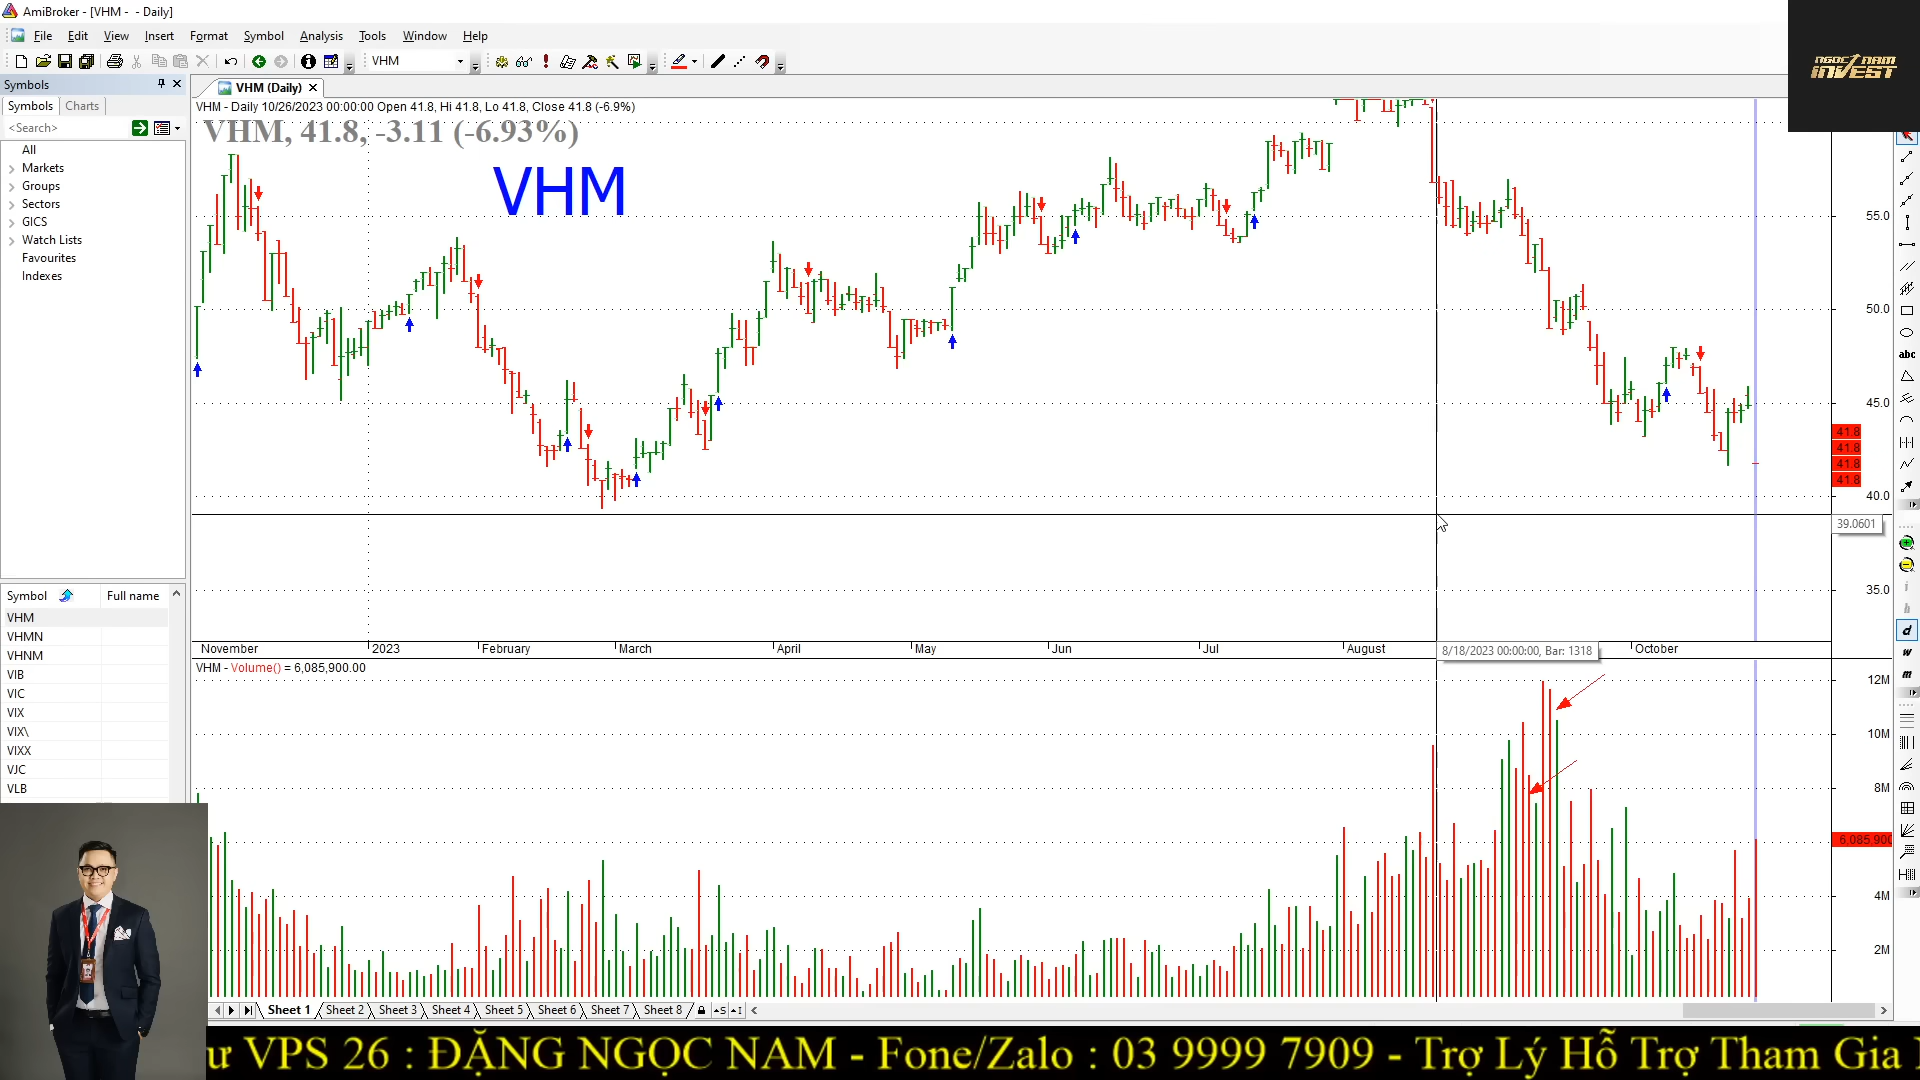 AmiBroker - [VHM - - Daily]
File Edit View Insert Format Symbol Analysis Tools Window Help
VHM
NGOC NAM
INVEST
Symbols
VHM (Daily)
Symbols Charts
<Search>
All
Markets
Groups
Sectors
GICS
Watch Lists
Favourites
Indexes
VHM - Daily 10/26/2023 00:00:00 Open 41.8, Hi 41.8, Lo 41.8, Close 41.8 (-6.9%)
VHM, 41.8, -3.11 (-6.93%)
VHM
55.0
50.0
45.0
41.8
41.8
41.8
41.8
40.0
39.0601
35.0
abc
i
h
d
w
m
November 2023 February March April May Jun Jul August 8/18/2023 00:00:00, Bar: 1318 October
Symbol Full name
VHM
VHMN
VHNM
VIB
VIC
VIX
VIX\
VIXX
VJC
VLB
VHM - Volume() = 6,085,900.00
12M
10M
8M
6,085,900
4M
2M
Sheet 1 Sheet 2 Sheet 3 Sheet 4 Sheet 5 Sheet 6 Sheet 7 Sheet 8
ư VPS 26 : ĐẶNG NGỌC NAM - Fone/Zalo : 03 9999 7909 - Trợ Lý Hỗ Trợ Tham Gia